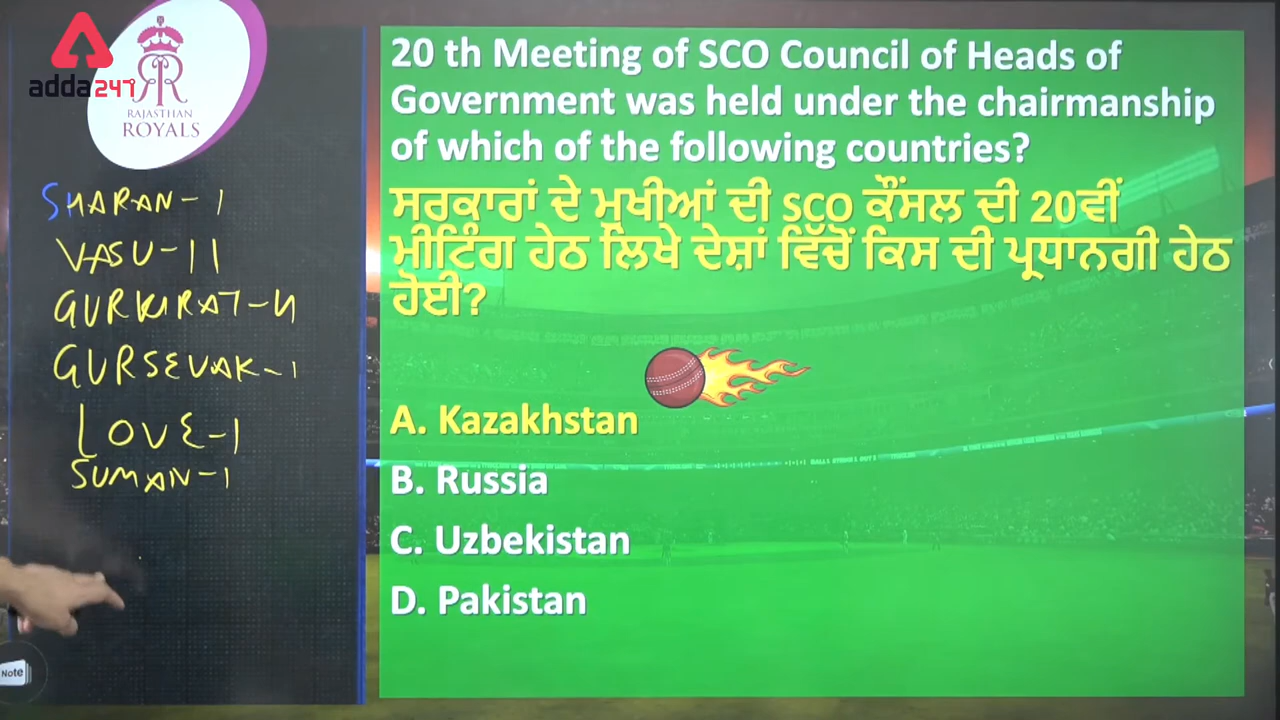 adda247
RAJASTHAN
ROYALS
SHARAN-1
VASU-11
GURKIRAT-4
GURSEVAK-1
LOVE-1
SUMAN-1
Note
20 th Meeting of SCO Council of Heads of
Government was held under the chairmanship
of which of the following countries?
ਸਰਕਾਰਾਂ ਦੇ ਮੁਖੀਆਂ ਦੀ SCO ਕੌਂਸਲ ਦੀ 20ਵੀਂ
ਮੀਟਿੰਗ ਹੇਠ ਲਿਖੇ ਦੇਸ਼ਾਂ ਵਿੱਚੋਂ ਕਿਸ ਦੀ ਪ੍ਰਧਾਨਗੀ ਹੇਠ
ਹੋਈ?
A. Kazakhstan
B. Russia
C. Uzbekistan
D. Pakistan